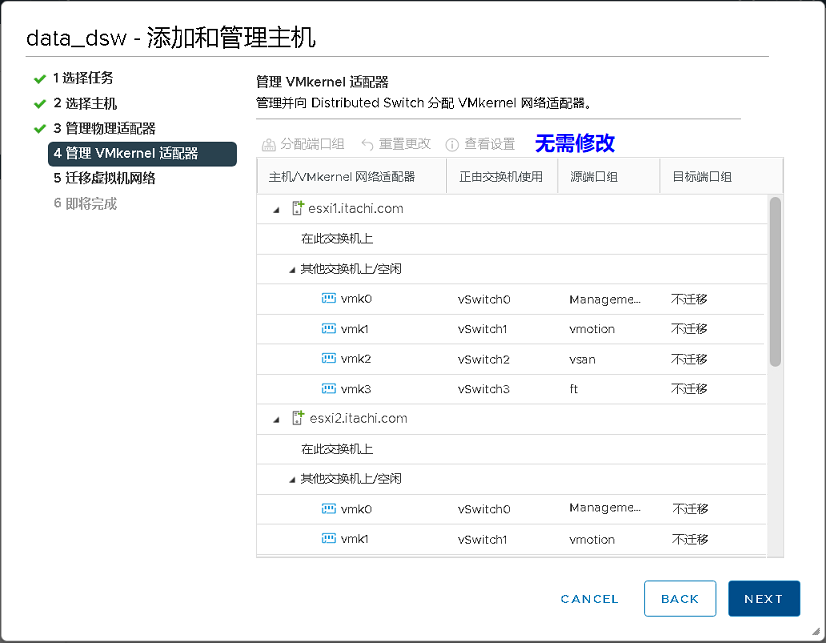 data_dsw - 添加和管理主机
1 选择任务
2 选择主机
3 管理物理适配器
4 管理 VMkernel 适配器
5 迁移虚拟机网络
6 即将完成
管理 VMkernel 适配器
管理并向 Distributed Switch 分配 VMkernel 网络适配器。
分配端口组 重置更改 查看设置 无需修改
主机/VMkernel 网络适配器 正由交换机使用 源端口组 目标端口组
esxi1.itachi.com
在此交换机上
其他交换机上/空闲
vmk0 vSwitch0 Manageme... 不迁移
vmk1 vSwitch1 vmotion 不迁移
vmk2 vSwitch2 vsan 不迁移
vmk3 vSwitch3 ft 不迁移
esxi2.itachi.com
在此交换机上
其他交换机上/空闲
vmk0 vSwitch0 Manageme... 不迁移
vmk1 vSwitch1 vmotion 不迁移
CANCEL BACK NEXT